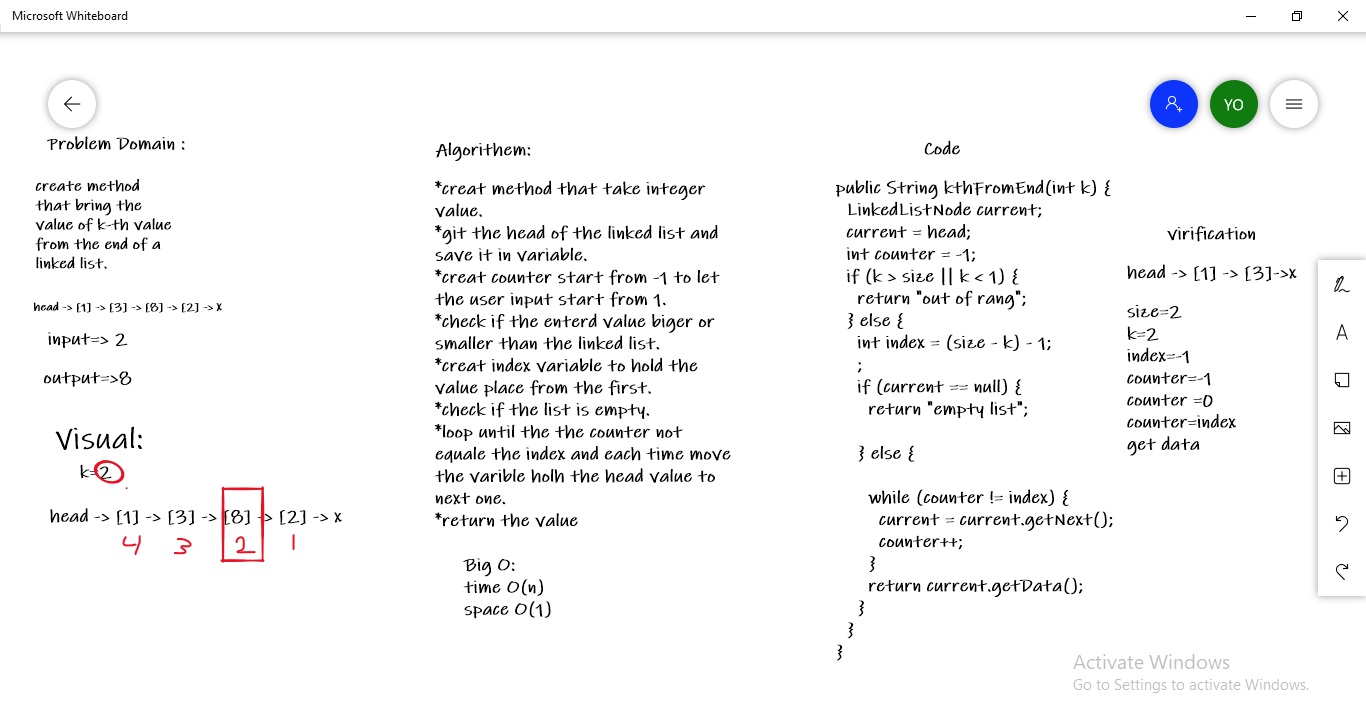 Microsoft Whiteboard
YO
Problem Domain :
create method
that bring the
value of k-th value
from the end of a
linked list.
head -> [1] -> [3] -> [8] -> [2] -> x
input=> 2
output=>8
Visual:
k=2
head -> [1] -> [3] -> [8] -> [2] -> x
4 3 2 1
Algorithem:
*creat method that take integer
value.
*git the head of the linked list and
save it in variable.
*creat counter start from -1 to let
the user input start from 1.
*check if the enterd value biger or
smaller than the linked list.
*creat index variable to hold the
value place from the first.
*check if the list is empty.
*loop until the the counter not
equale the index and each time move
the varible holh the head value to
next one.
*return the value
Big O:
time O(n)
space O(1)
Code
public String kthFromEnd(int k) {
LinkedListNode current;
current = head;
int counter = -1;
if (k > size || k < 1) {
return "out of rang";
} else {
int index = (size - k) - 1;
;
if (current == null) {
return "empty list";
} else {
while (counter != index) {
current = current.getNext();
counter++;
}
return current.getData();
}
}
}
virification
head -> [1] -> [3]->x
size=2
k=2
index=-1
counter=-1
counter =0
counter=index
get data
A
Activate Windows
Go to Settings to activate Windows.